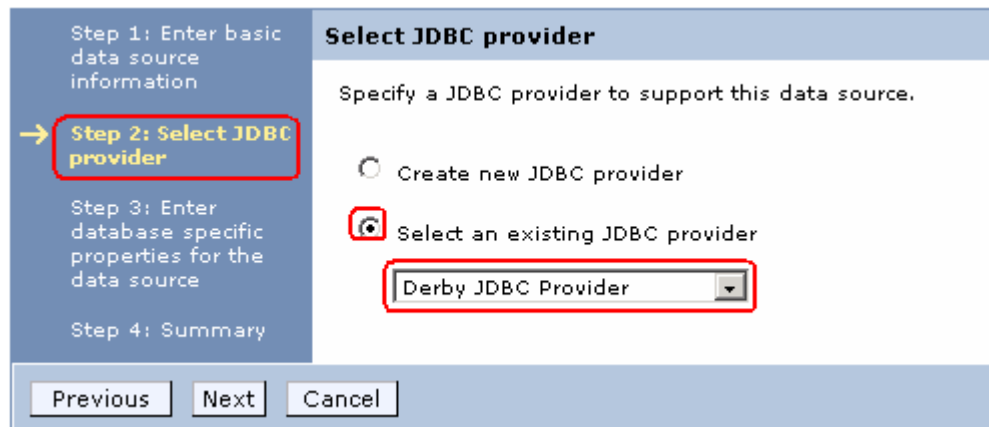 Step 1: Enter basic
data source
information
Step 2: Select JDBC
provider
Step 3: Enter
database specific
properties for the
data source
Step 4: Summary
Select JDBC provider
Specify a JDBC provider to support this data source.
Create new JDBC provider
Select an existing JDBC provider
Derby JDBC Provider
Previous Next Cancel